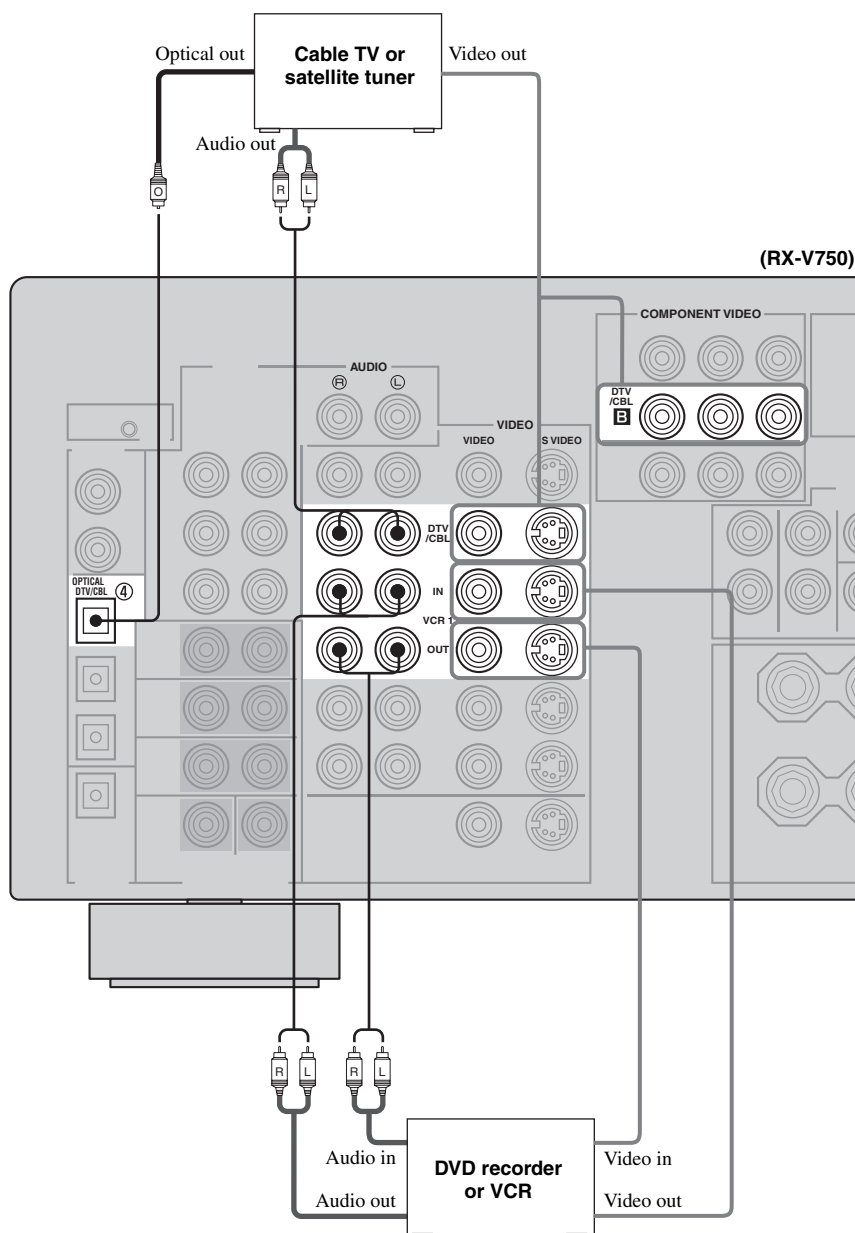 Optical out
Cable TV or
satellite tuner
Video out
Audio out
O
R L
(RX-V750)
COMPONENT VIDEO
AUDIO
R L
DTV
/CBL
B
VIDEO
VIDEO
S VIDEO
DTV
/CBL
OPTICAL
DTV/CBL
4
IN
VCR 1
OUT
R L
R L
Audio in
Audio out
DVD recorder
or VCR
Video in
Video out